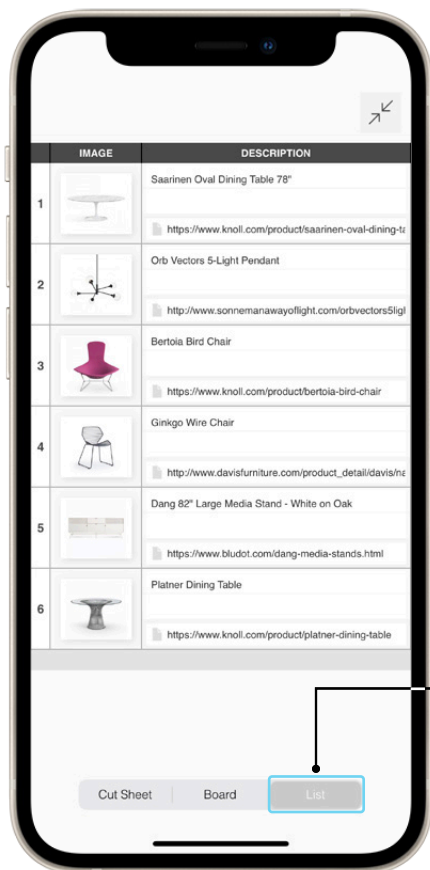 IMAGE DESCRIPTION
1 Saarinen Oval Dining Table 78"
https://www.knoll.com/product/saarinen-oval-dining-ta
2 Orb Vectors 5-Light Pendant
http://www.sonnemanawayoflight.com/orbvectors5ligl
3 Bertoia Bird Chair
https://www.knoll.com/product/bertoia-bird-chair
4 Ginkgo Wire Chair
http://www.davisfurniture.com/product_detail/davis/na
5 Dang 82" Large Media Stand - White on Oak
https://www.bludot.com/dang-media-stands.html
6 Platner Dining Table
https://www.knoll.com/product/platner-dining-table
Cut Sheet Board List